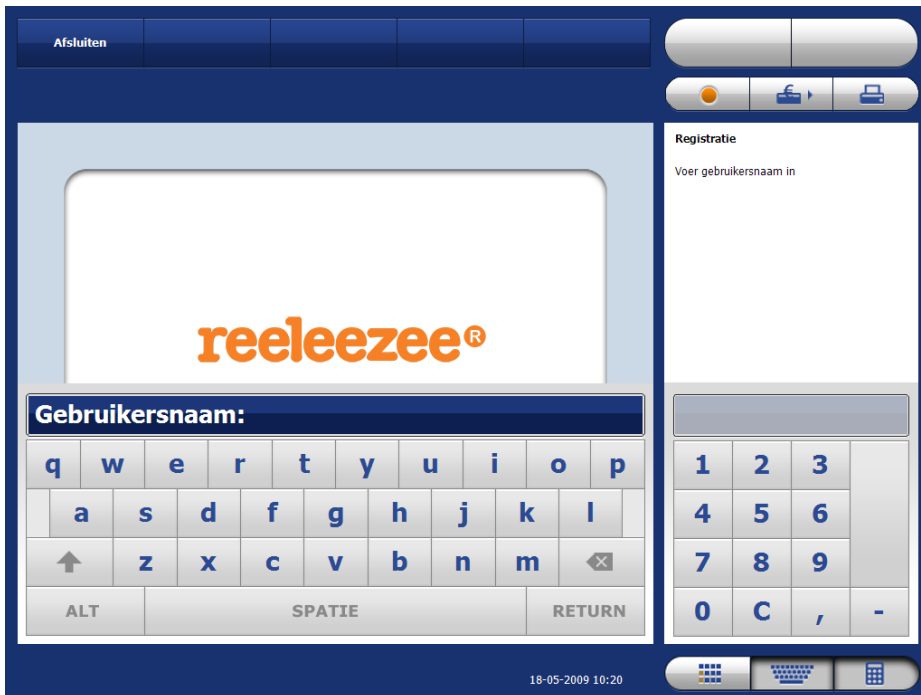 Afsluiten
€
Registratie
Voer gebruikersnaam in
reeleezee®
Gebruikersnaam:
q w e r t y u i o p
a s d f g h j k l
z x c v b n m
ALT SPATIE RETURN
1 2 3
4 5 6
7 8 9
0 C , -
18-05-2009 10:20